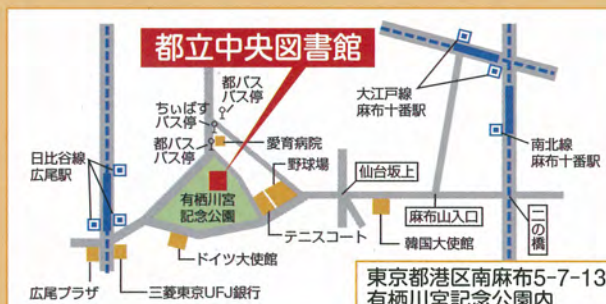 都立中央図書館
都バス
バス停
ちぃばす
バス停
都バス
バス停
愛育病院
野球場
日比谷線
広尾駅
有栖川宮
記念公園
テニスコート
ドイツ大使館
広尾プラザ
三菱東京UFJ銀行
仙台坂上
韓国大使館
麻布山入口
二の橋
大江戸線
麻布十番駅
南北線
麻布十番駅
東京都港区南麻布5-7-13
有栖川宮記念公園内